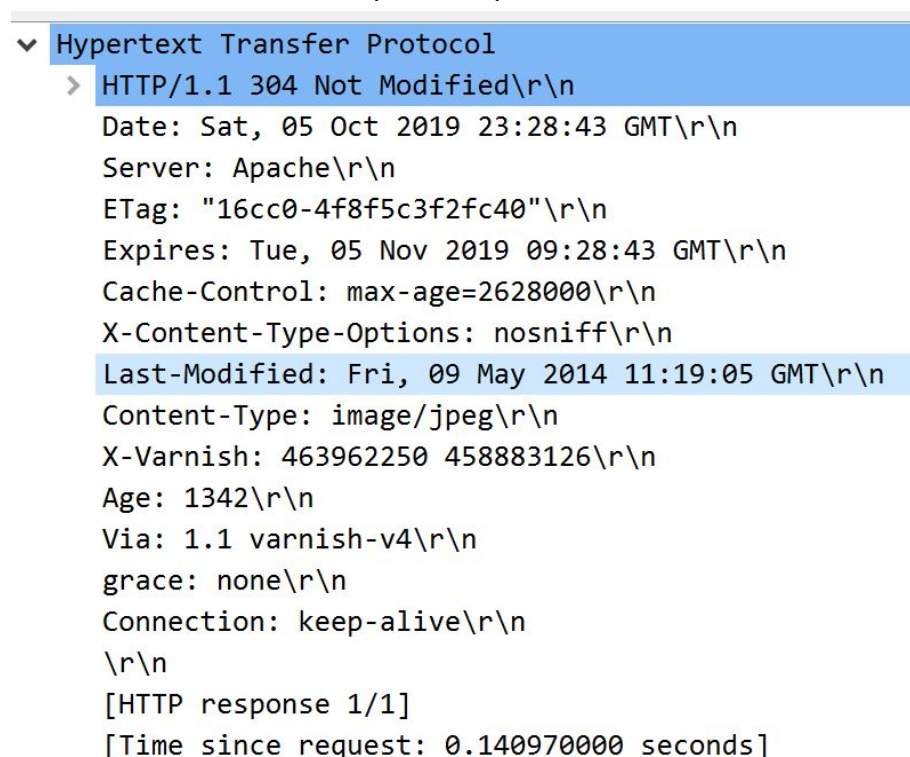 Hypertext Transfer Protocol
HTTP/1.1 304 Not Modified\r\n
Date: Sat, 05 Oct 2019 23:28:43 GMT\r\n
Server: Apache\r\n
ETag: "16cc0-4f8f5c3f2fc40"\r\n
Expires: Tue, 05 Nov 2019 09:28:43 GMT\r\n
Cache-Control: max-age=2628000\r\n
X-Content-Type-Options: nosniff\r\n
Last-Modified: Fri, 09 May 2014 11:19:05 GMT\r\n
Content-Type: image/jpeg\r\n
X-Varnish: 463962250 458883126\r\n
Age: 1342\r\n
Via: 1.1 varnish-v4\r\n
grace: none\r\n
Connection: keep-alive\r\n
\r\n
[HTTP response 1/1]
[Time since request: 0.140970000 seconds]